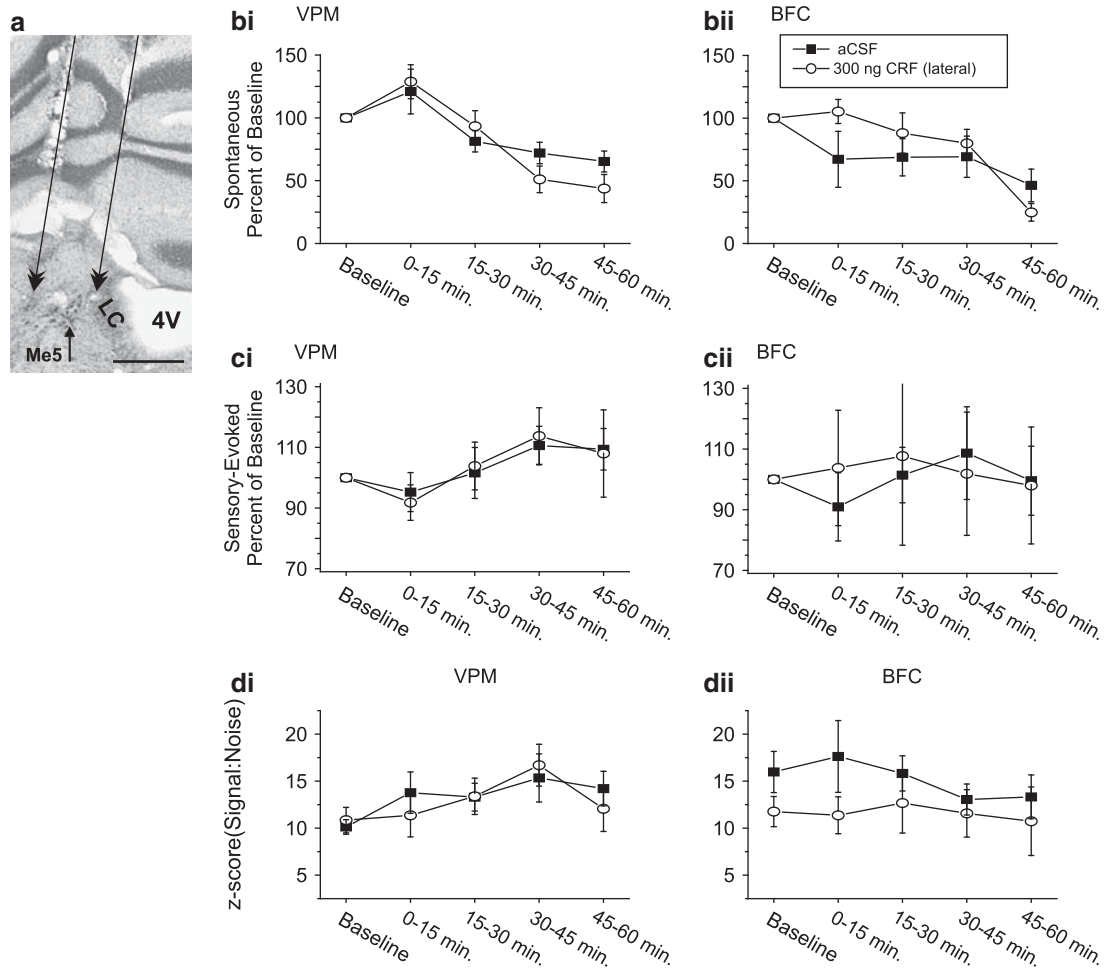 a
LC
4V
Me5
bi
VPM
Spontaneous
Percent of Baseline
150
100
50
0
Baseline
0-15 min.
15-30 min.
30-45 min.
45-60 min.
bii
BFC
aCSF
300 ng CRF (lateral)
150
100
50
0
Baseline
0-15 min.
15-30 min.
30-45 min.
45-60 min.
ci
VPM
Sensory-Evoked
Percent of Baseline
130
110
90
70
Baseline
0-15 min.
15-30 min.
30-45 min.
45-60 min.
cii
BFC
130
110
90
70
Baseline
0-15 min.
15-30 min.
30-45 min.
45-60 min.
di
VPM
z-score(Signal:Noise)
20
15
10
5
Baseline
0-15 min.
15-30 min.
30-45 min.
45-60 min.
dii
BFC
20
15
10
5
Baseline
0-15 min.
15-30 min.
30-45 min.
45-60 min.